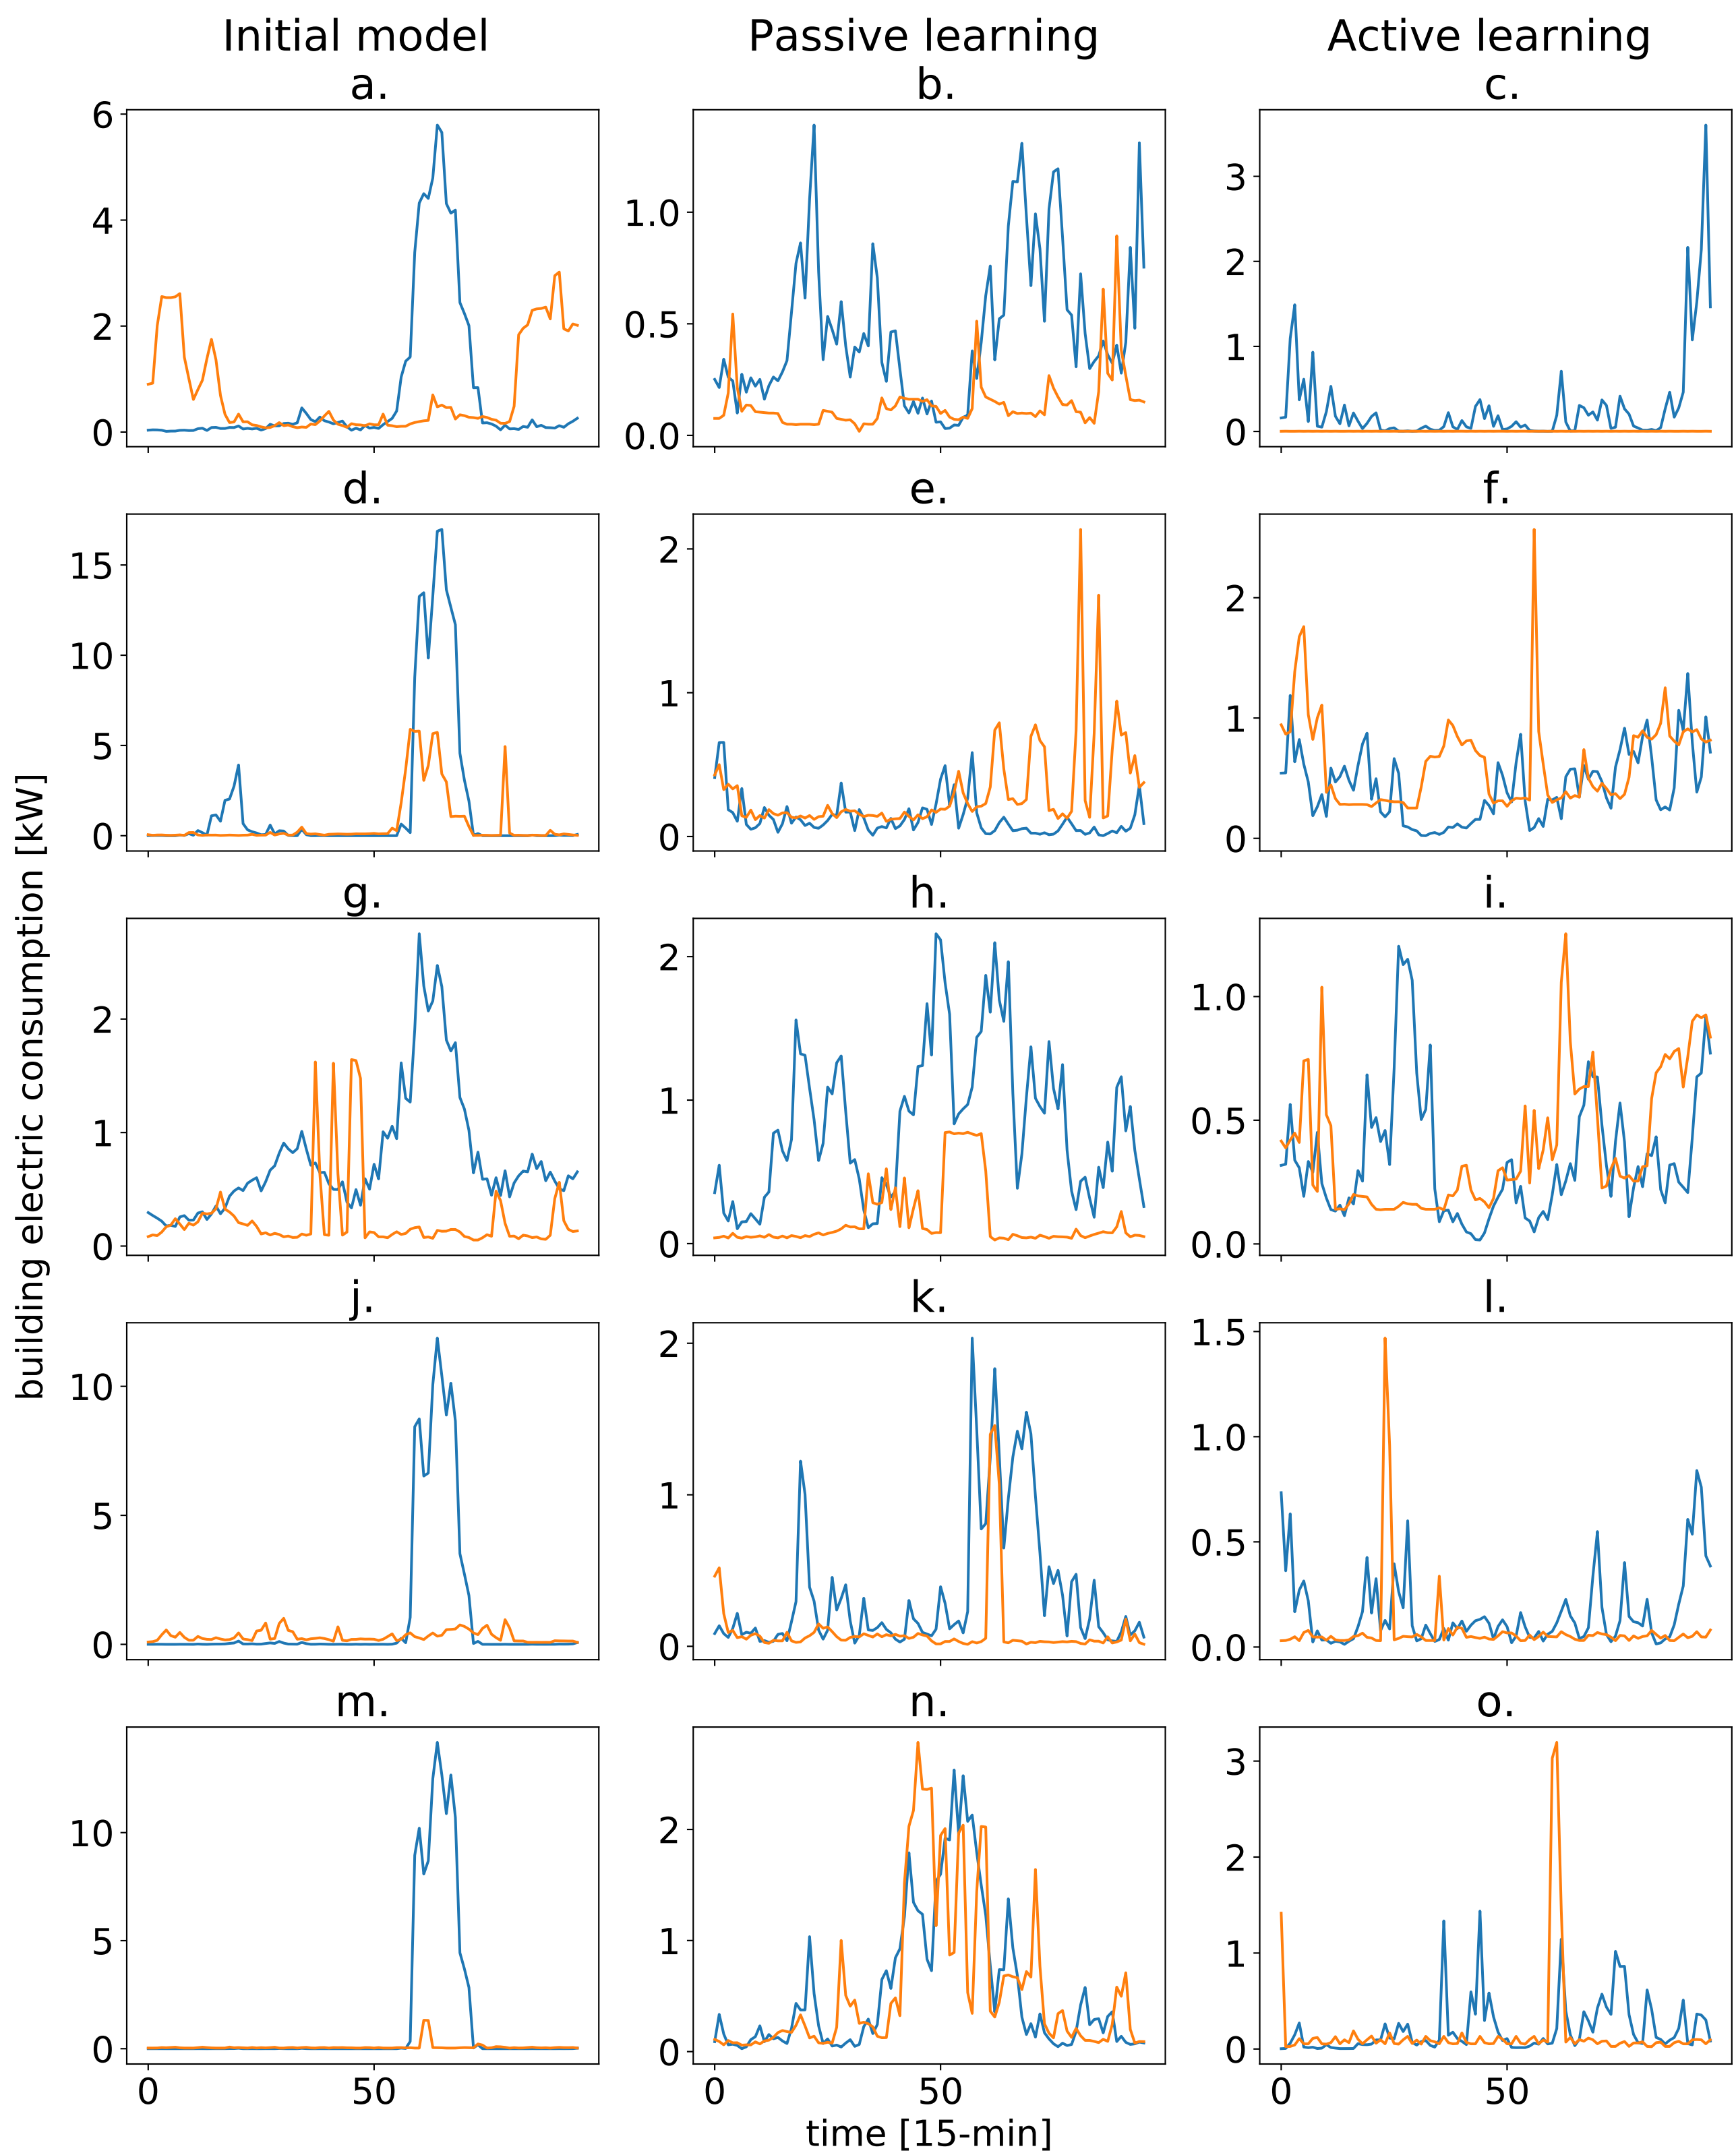 Initial model
Passive learning
Active learning
a.
b.
c.
6
4
2
0
1.0
0.5
0.0
3
2
1
0
d.
e.
f.
15
10
5
0
2
1
0
2
1
0
g.
h.
i.
2
1
0
2
1
0
1.0
0.5
0.0
building electric consumption [kW]
j.
k.
l.
10
5
0
2
1
0
1.5
1.0
0.5
0.0
m.
n.
o.
10
5
0
2
1
0
3
2
1
0
0 50
0 50
0 50
time [15-min]